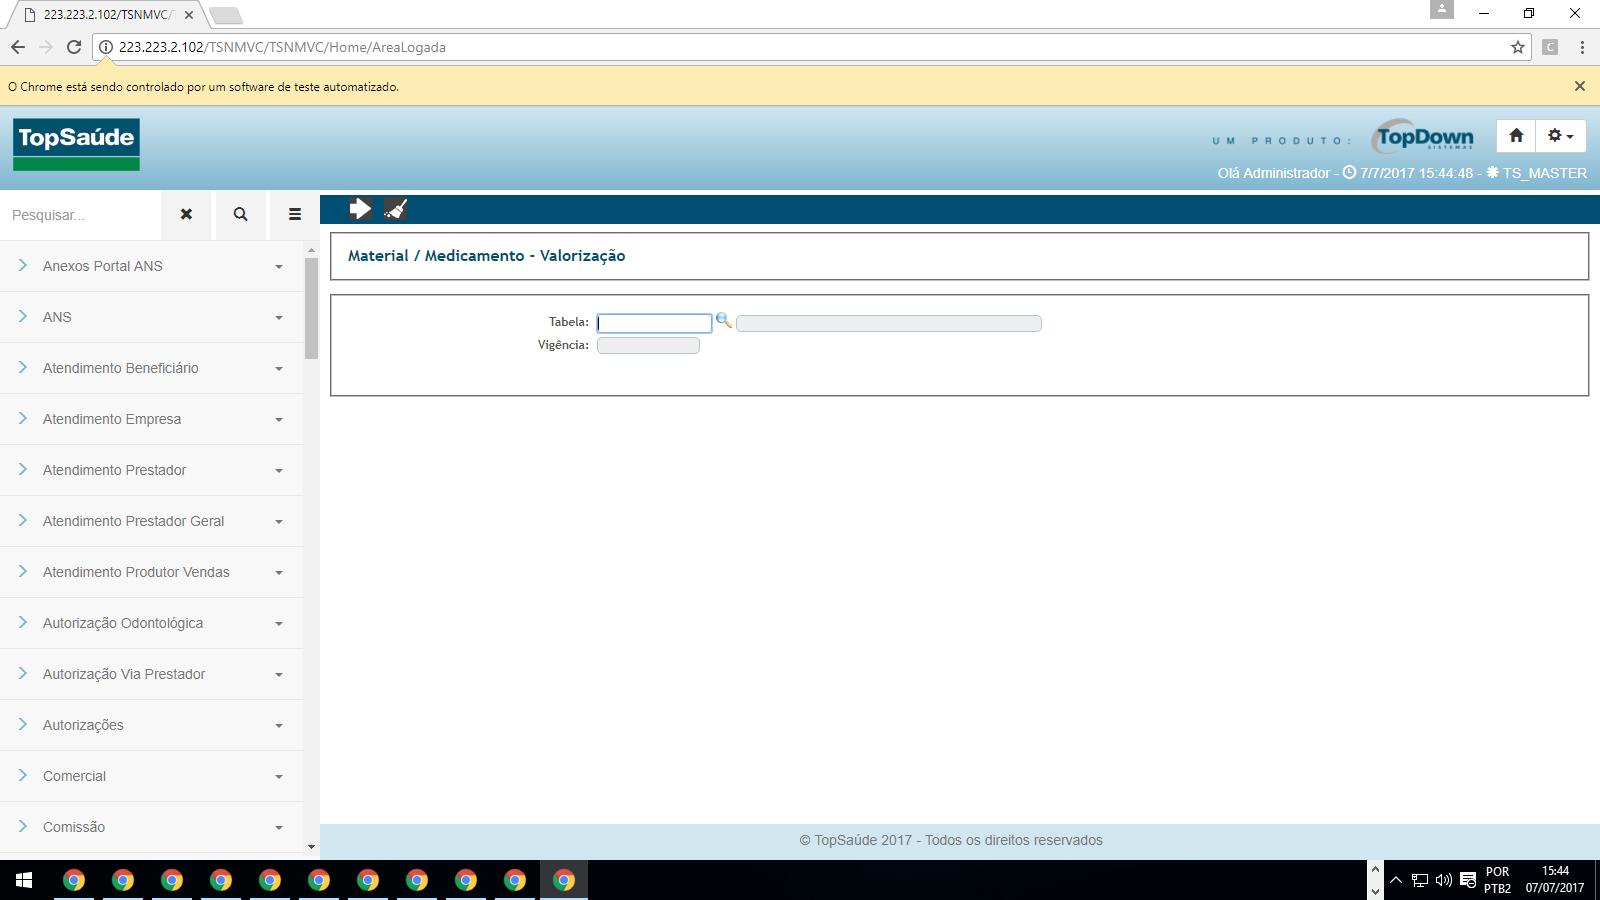 223.223.2.102/TSNMVC/
223.223.2.102/TSNMVC/TSNMVC/Home/AreaLogada
C
O Chrome está sendo controlado por um software de teste automatizado.
TopSaúde
UM PRODUTO:
TopDown
SISTEMAS
Olá Administrador - 7/7/2017 15:44:48 - TS_MASTER
Pesquisar...
Material / Medicamento - Valorização
Tabela:
Vigência:
Anexos Portal ANS
ANS
Atendimento Beneficiário
Atendimento Empresa
Atendimento Prestador
Atendimento Prestador Geral
Atendimento Produtor Vendas
Autorização Odontológica
Autorização Via Prestador
Autorizações
Comercial
Comissão
© TopSaúde 2017 - Todos os direitos reservados
POR
PTB2
15:44
07/07/2017